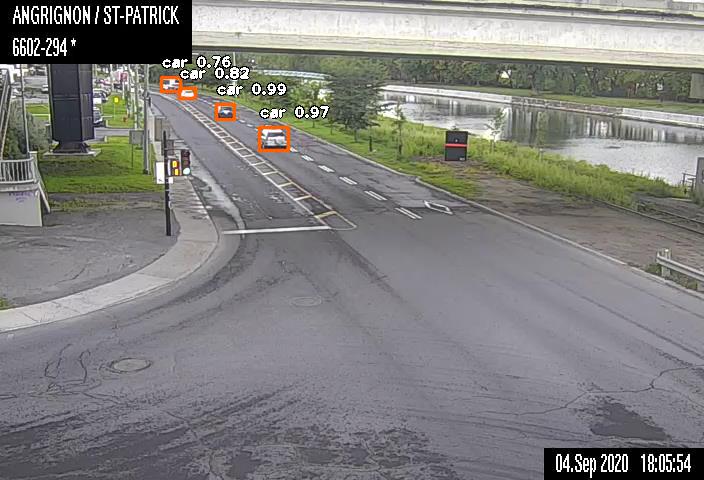 ANGRIGNON / ST-PATRICK
6602-294 *
car 0.76
car 0.82
car 0.99
car 0.97
04.Sep 2020 18:05:54